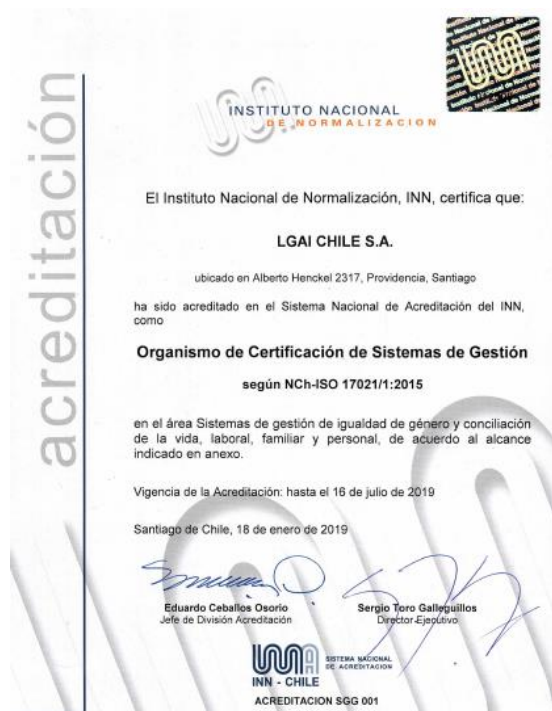 acreditación
INSTITUTO NACIONAL
DE NORMALIZACION
El Instituto Nacional de Normalización, INN, certifica que:
LGAI CHILE S.A.
ubicado en Alberto Henckel 2317, Providencia, Santiago
ha sido acreditado en el Sistema Nacional de Acreditación del INN,
como
Organismo de Certificación de Sistemas de Gestión
según NCh-ISO 17021/1:2015
en el área Sistemas de gestión de igualdad de género y conciliación
de la vida, laboral, familiar y personal, de acuerdo al alcance
indicado en anexo.
Vigencia de la Acreditación: hasta el 16 de julio de 2019
Santiago de Chile, 18 de enero de 2019
Eduardo Ceballos Osorio
Jefe de División Acreditación
Sergio Toro Galleguillos
Director Ejecutivo
SISTEMA NACIONAL
DE ACREDITACION
INN - CHILE
ACREDITACION SGG 001